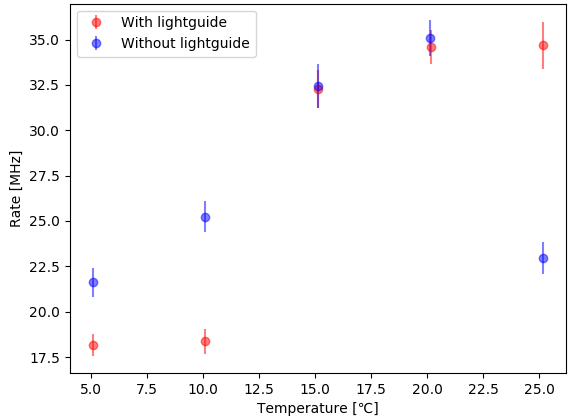 With lightguide
Without lightguide
35.0
32.5
30.0
27.5
25.0
22.5
20.0
17.5
Rate [MHz]
5.0 7.5 10.0 12.5 15.0 17.5 20.0 22.5 25.0
Temperature [°C]